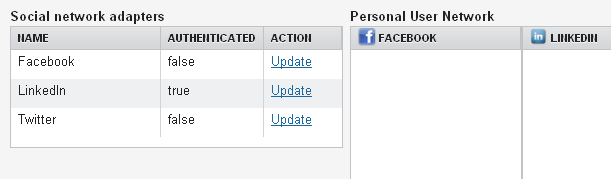 Social network adapters
NAME AUTHENTICATED ACTION
Facebook false Update
LinkedIn true Update
Twitter false Update
Personal User Network
FACEBOOK LINKEDIN